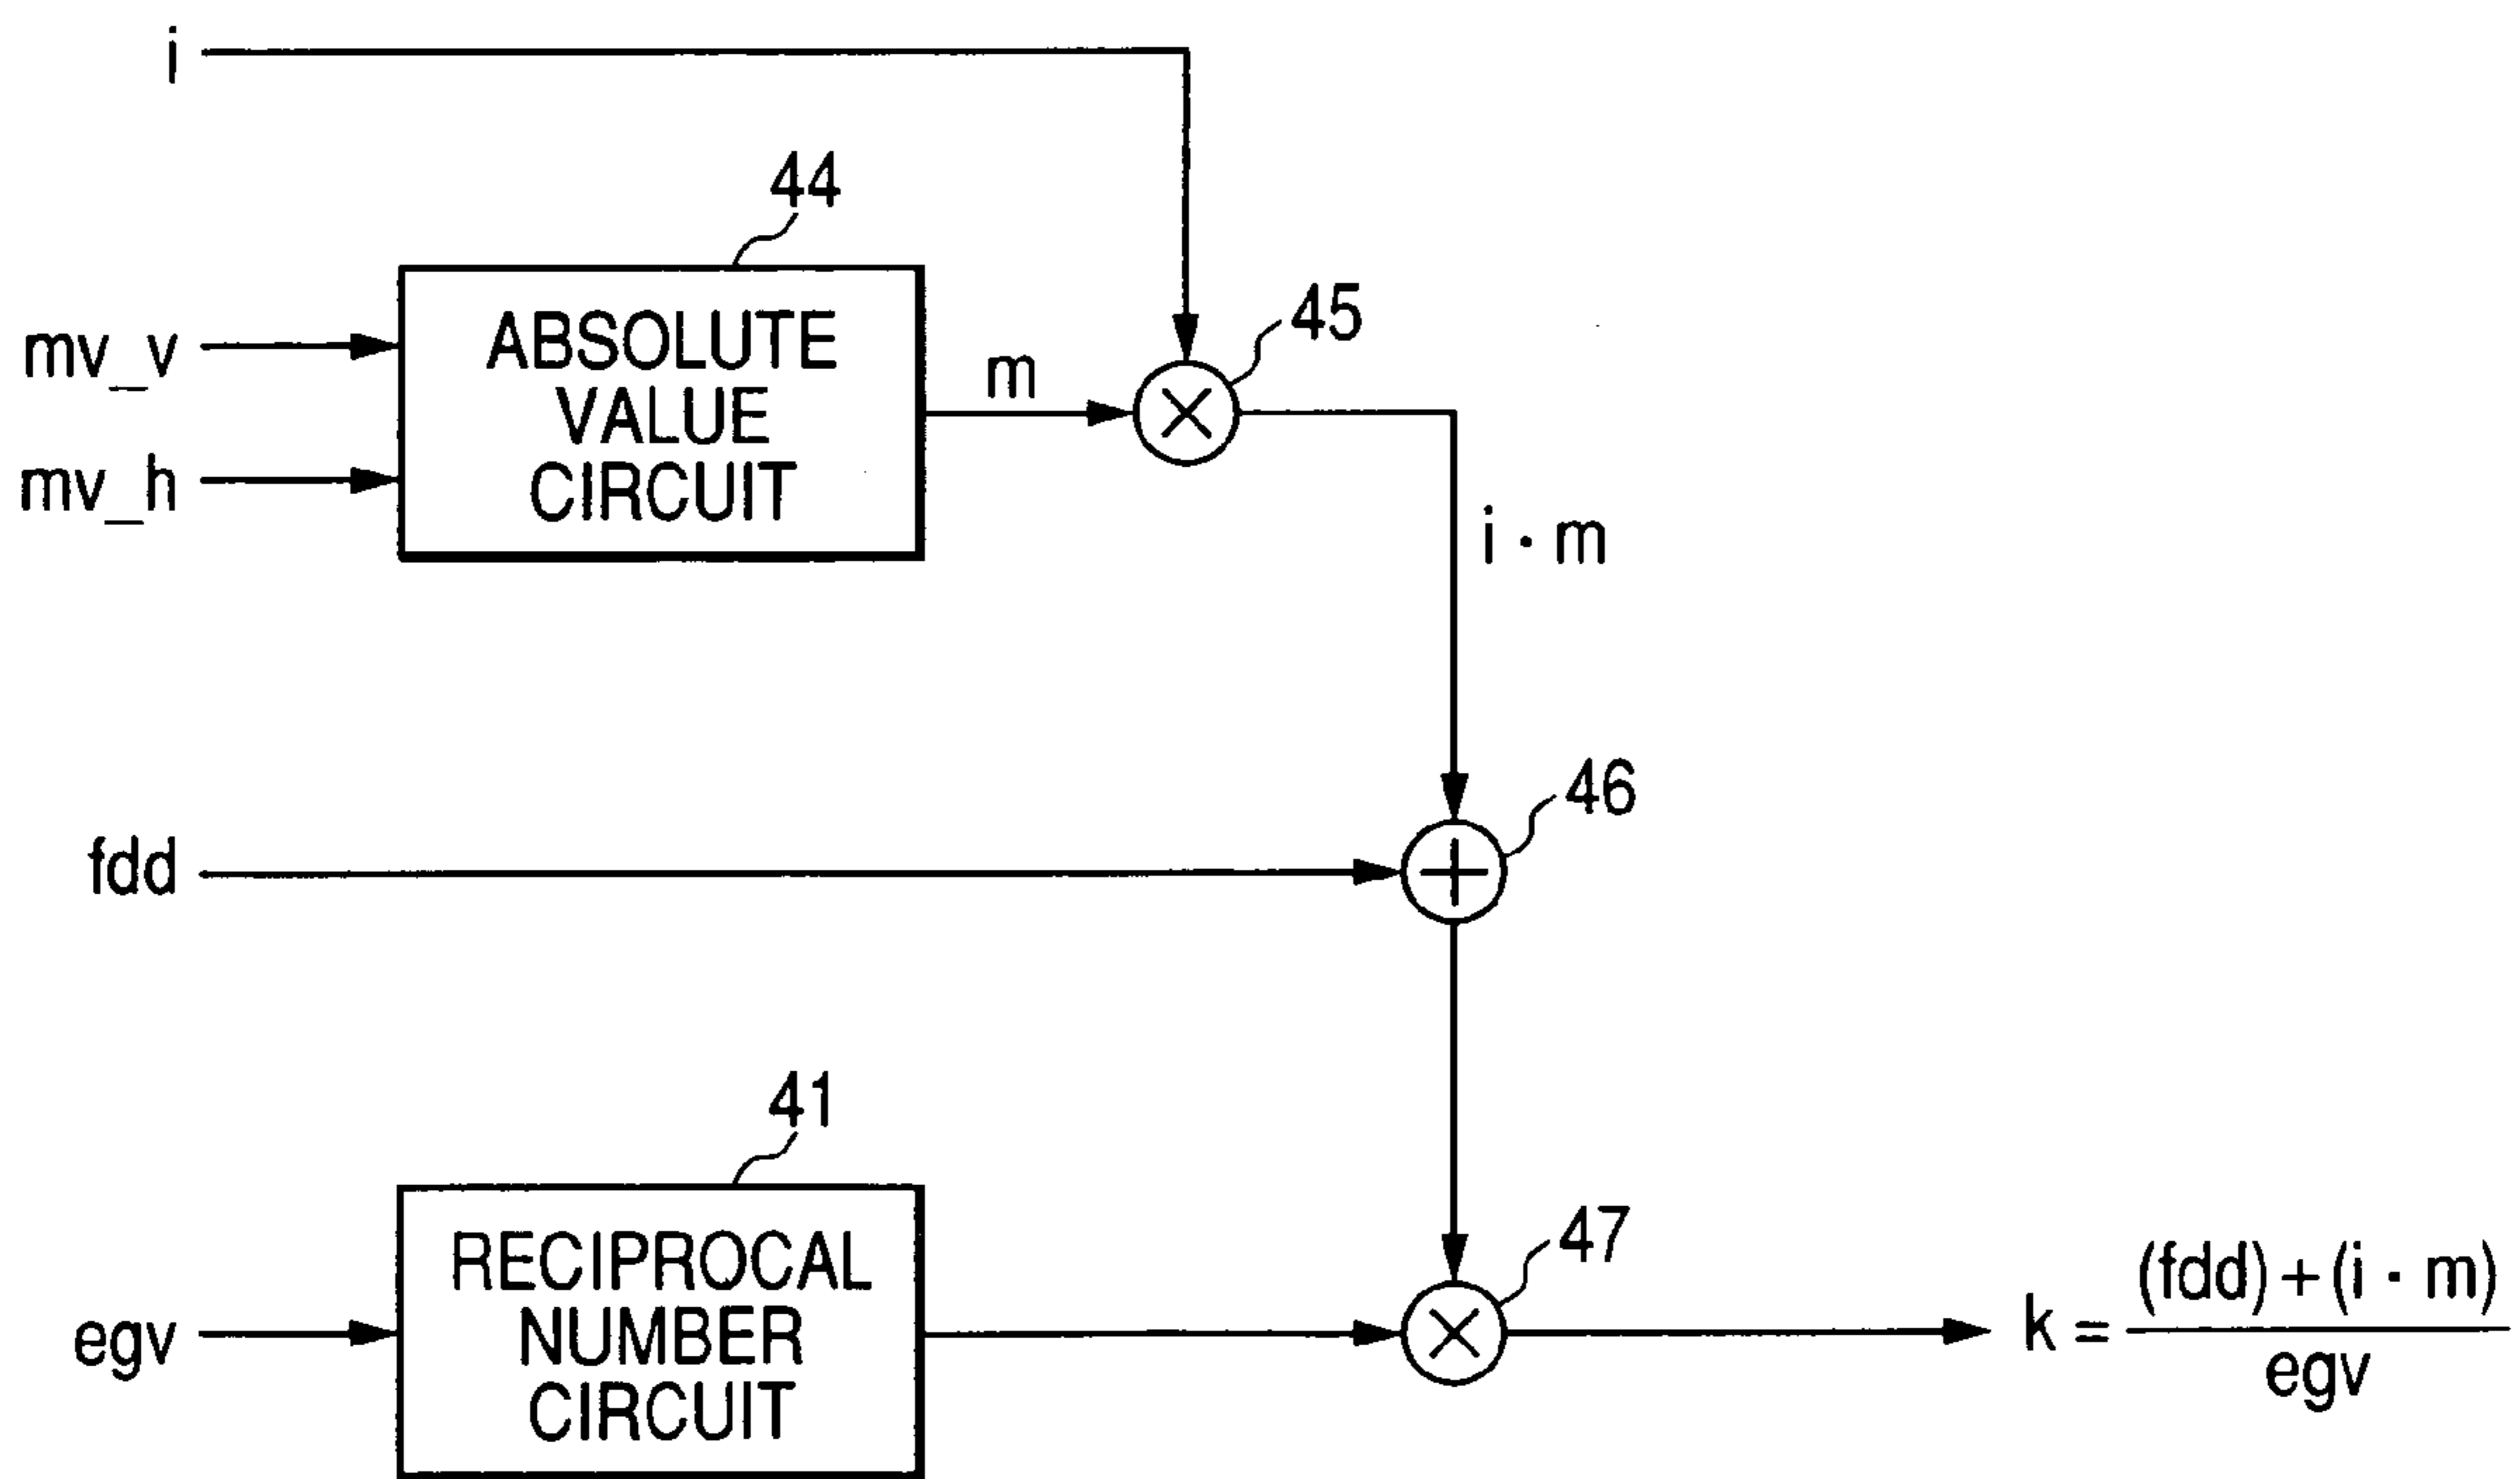 i
44
mv_v
mv_h
ABSOLUTE
VALUE
CIRCUIT
m
45
×
i · m
fdd
46
+
41
egv
RECIPROCAL
NUMBER
CIRCUIT
47
×
k = (fdd) + (i · m)
egv